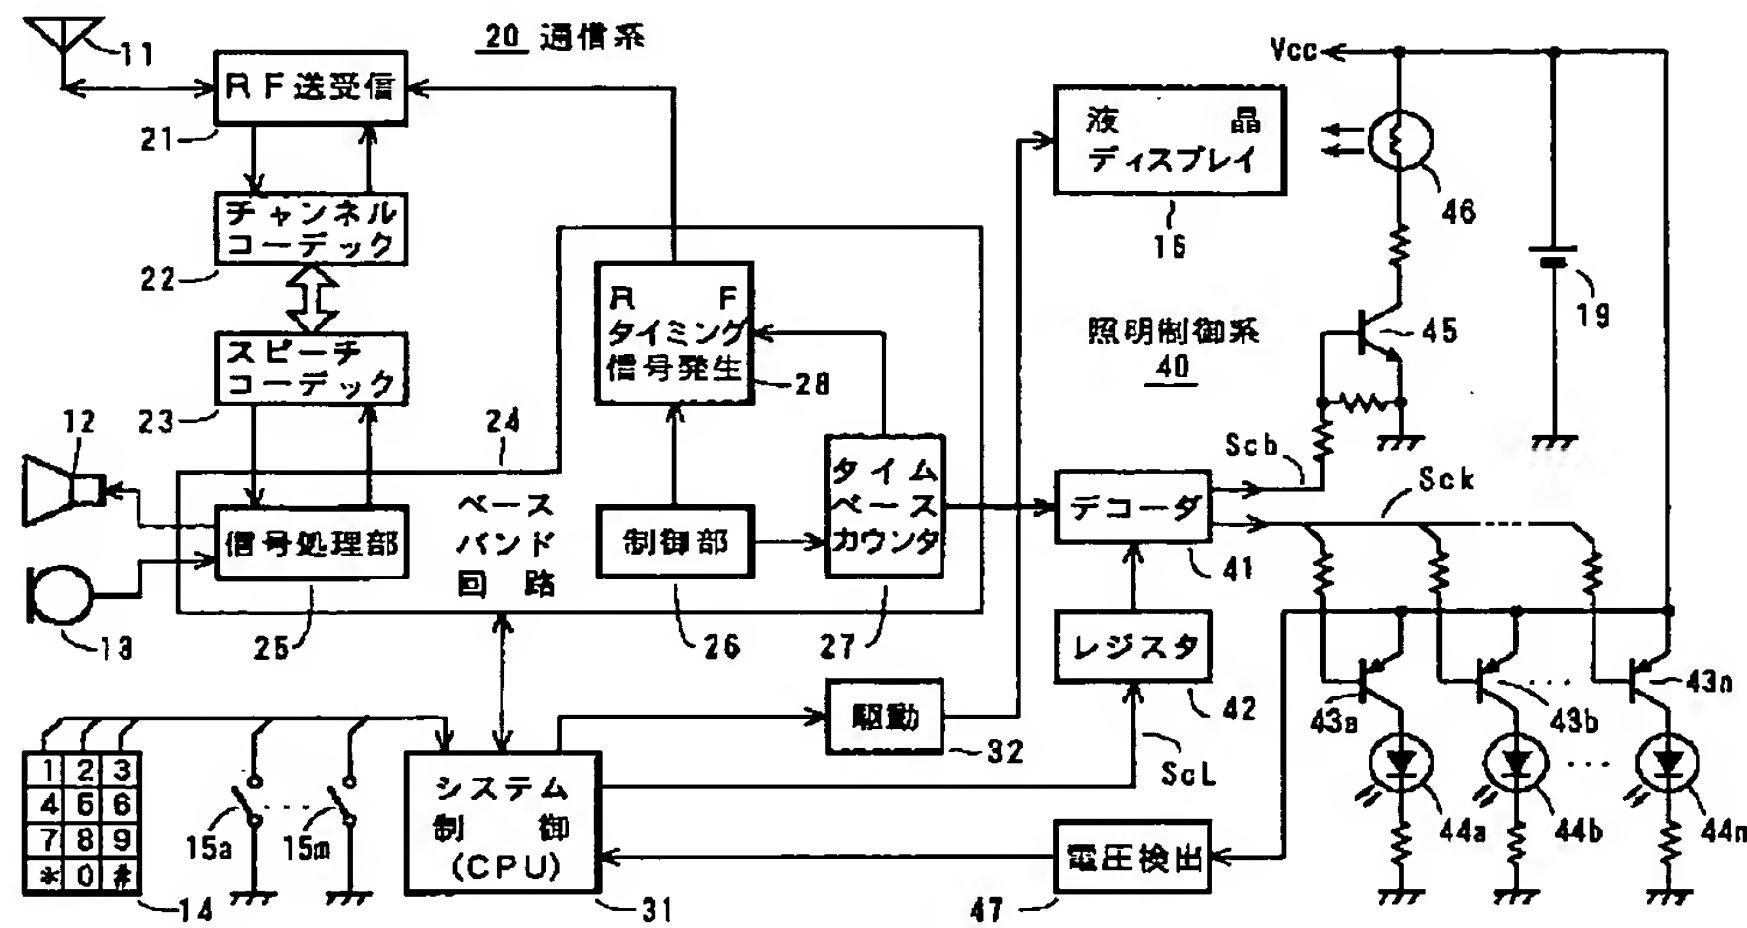 20 通信系
11
RF送受信
21
チャンネル
コーデック
22
スピーチ
コーデック
23
12
13
24
ベース
バンド
回路
信号処理部
25
RF
タイミング
信号発生
28
制御部
26
タイム
ベース
カウンタ
27
液晶
ディスプレイ
16
照明制御系
40
Vcc
46
45
19
Scb
Sck
デコーダ
41
レジスタ
42
ScL
駆動
32
システム
制御
(CPU)
31
電圧検出
47
1 2 3
4 5 6
7 8 9
* 0 #
14
15a ···· 15m
43a
43b
···
43n
44a
44b
···
44n